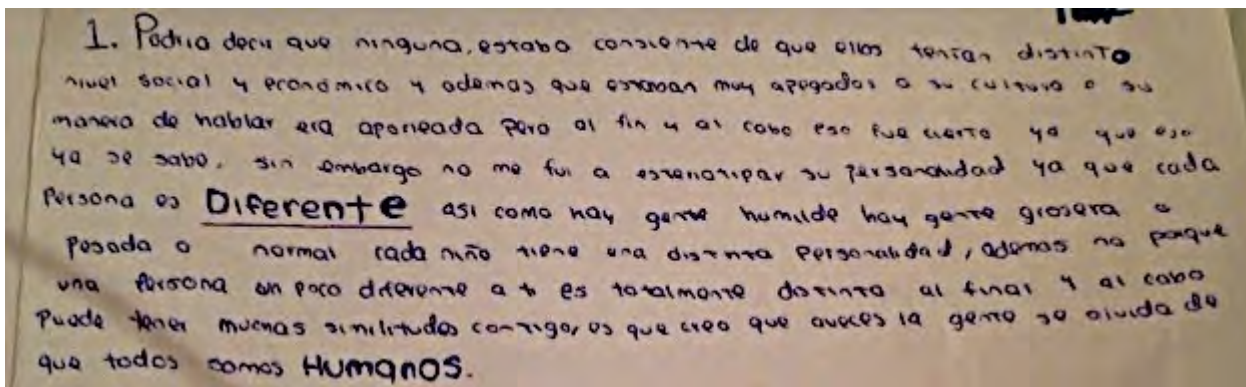 1. Podria decir que ninguna, estaba consiente de que ellos tenian distinto
nivel social y económico y ademas que estaban muy apegados a su cultura o su
manera de hablar era aporeada pero al fin y al cabo eso fue cierto ya que eso
ya se sabe, sin embargo no me fui a estenotipar su personalidad ya que cada
Persona es DiFerente asi como hay gente humilde hay gente grosera o
pesada o normal cada niño tiene una distinta personalidad, ademas no porque
una persona un poco diferente a ti es totalmente distinta al final y al cabo
Puede tener muchas similitudes contigo, es que creo que aveces la gente se olvida de
que todos somos HumanOS.